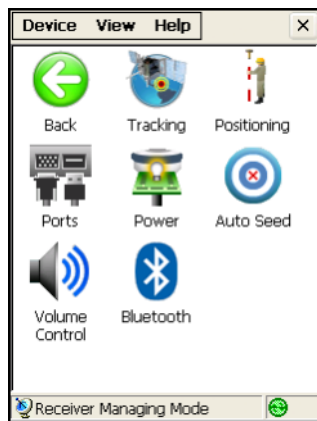 Device View Help
Back Tracking Positioning
Ports Power Auto Seed
Volume Control Bluetooth
Receiver Managing Mode